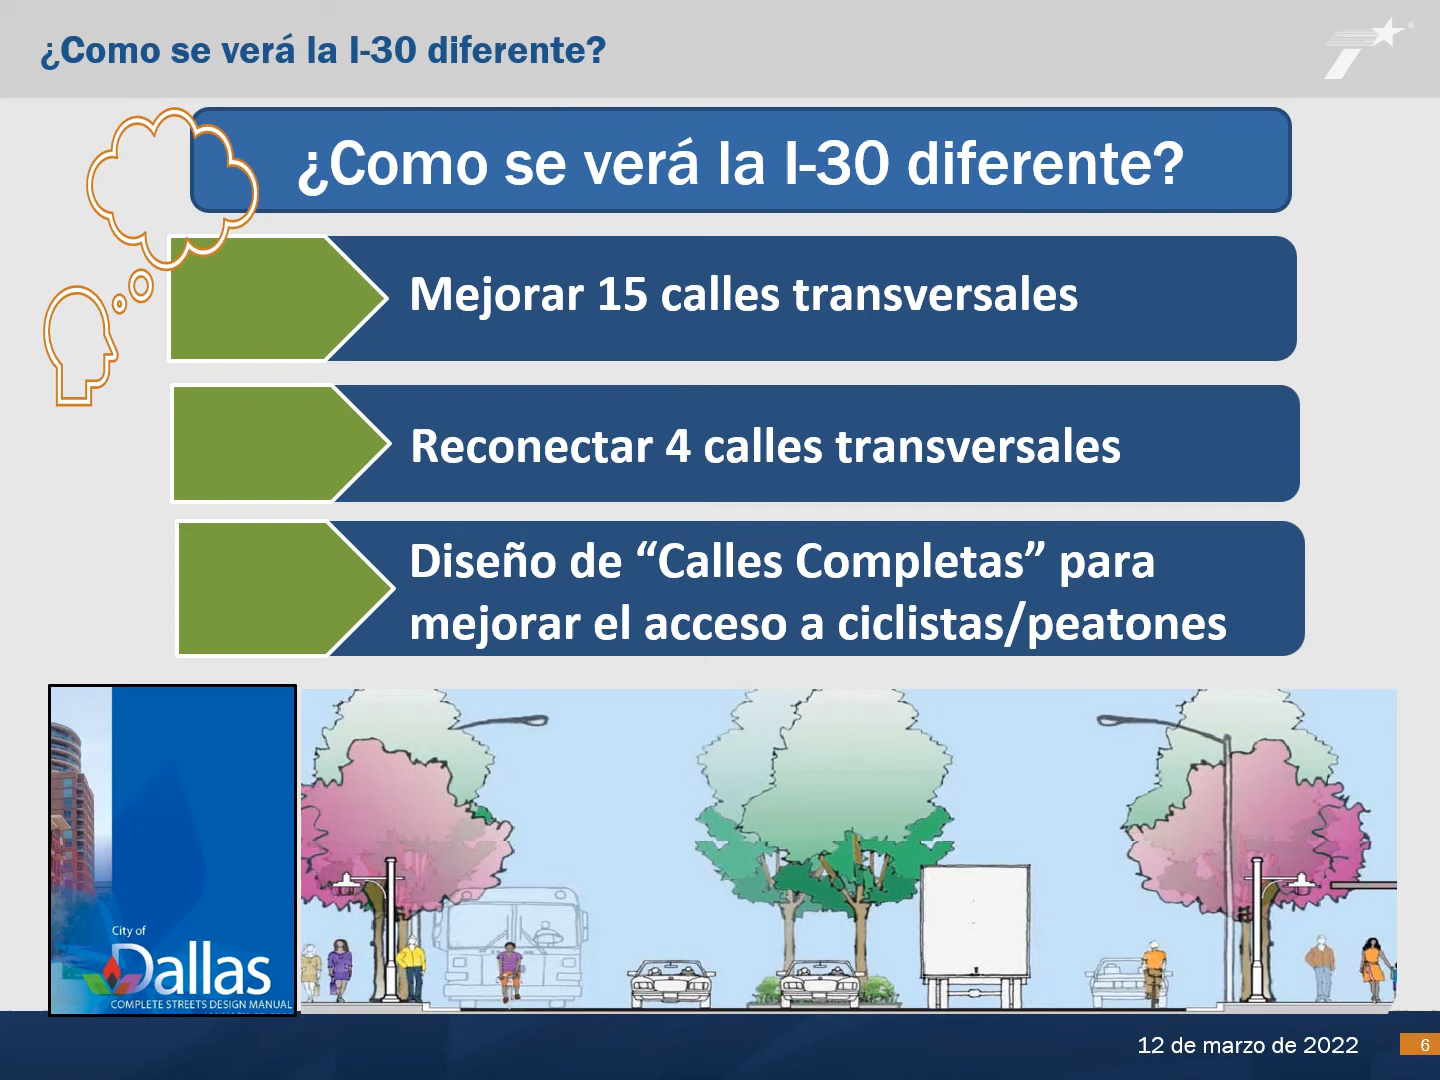 ¿Como se verá la I-30 diferente?
¿Como se verá la I-30 diferente?
Mejorar 15 calles transversales
Reconectar 4 calles transversales
Diseño de “Calles Completas” para
mejorar el acceso a ciclistas/peatones
City of
Dallas
COMPLETE STREETS DESIGN MANUAL
12 de marzo de 2022
6